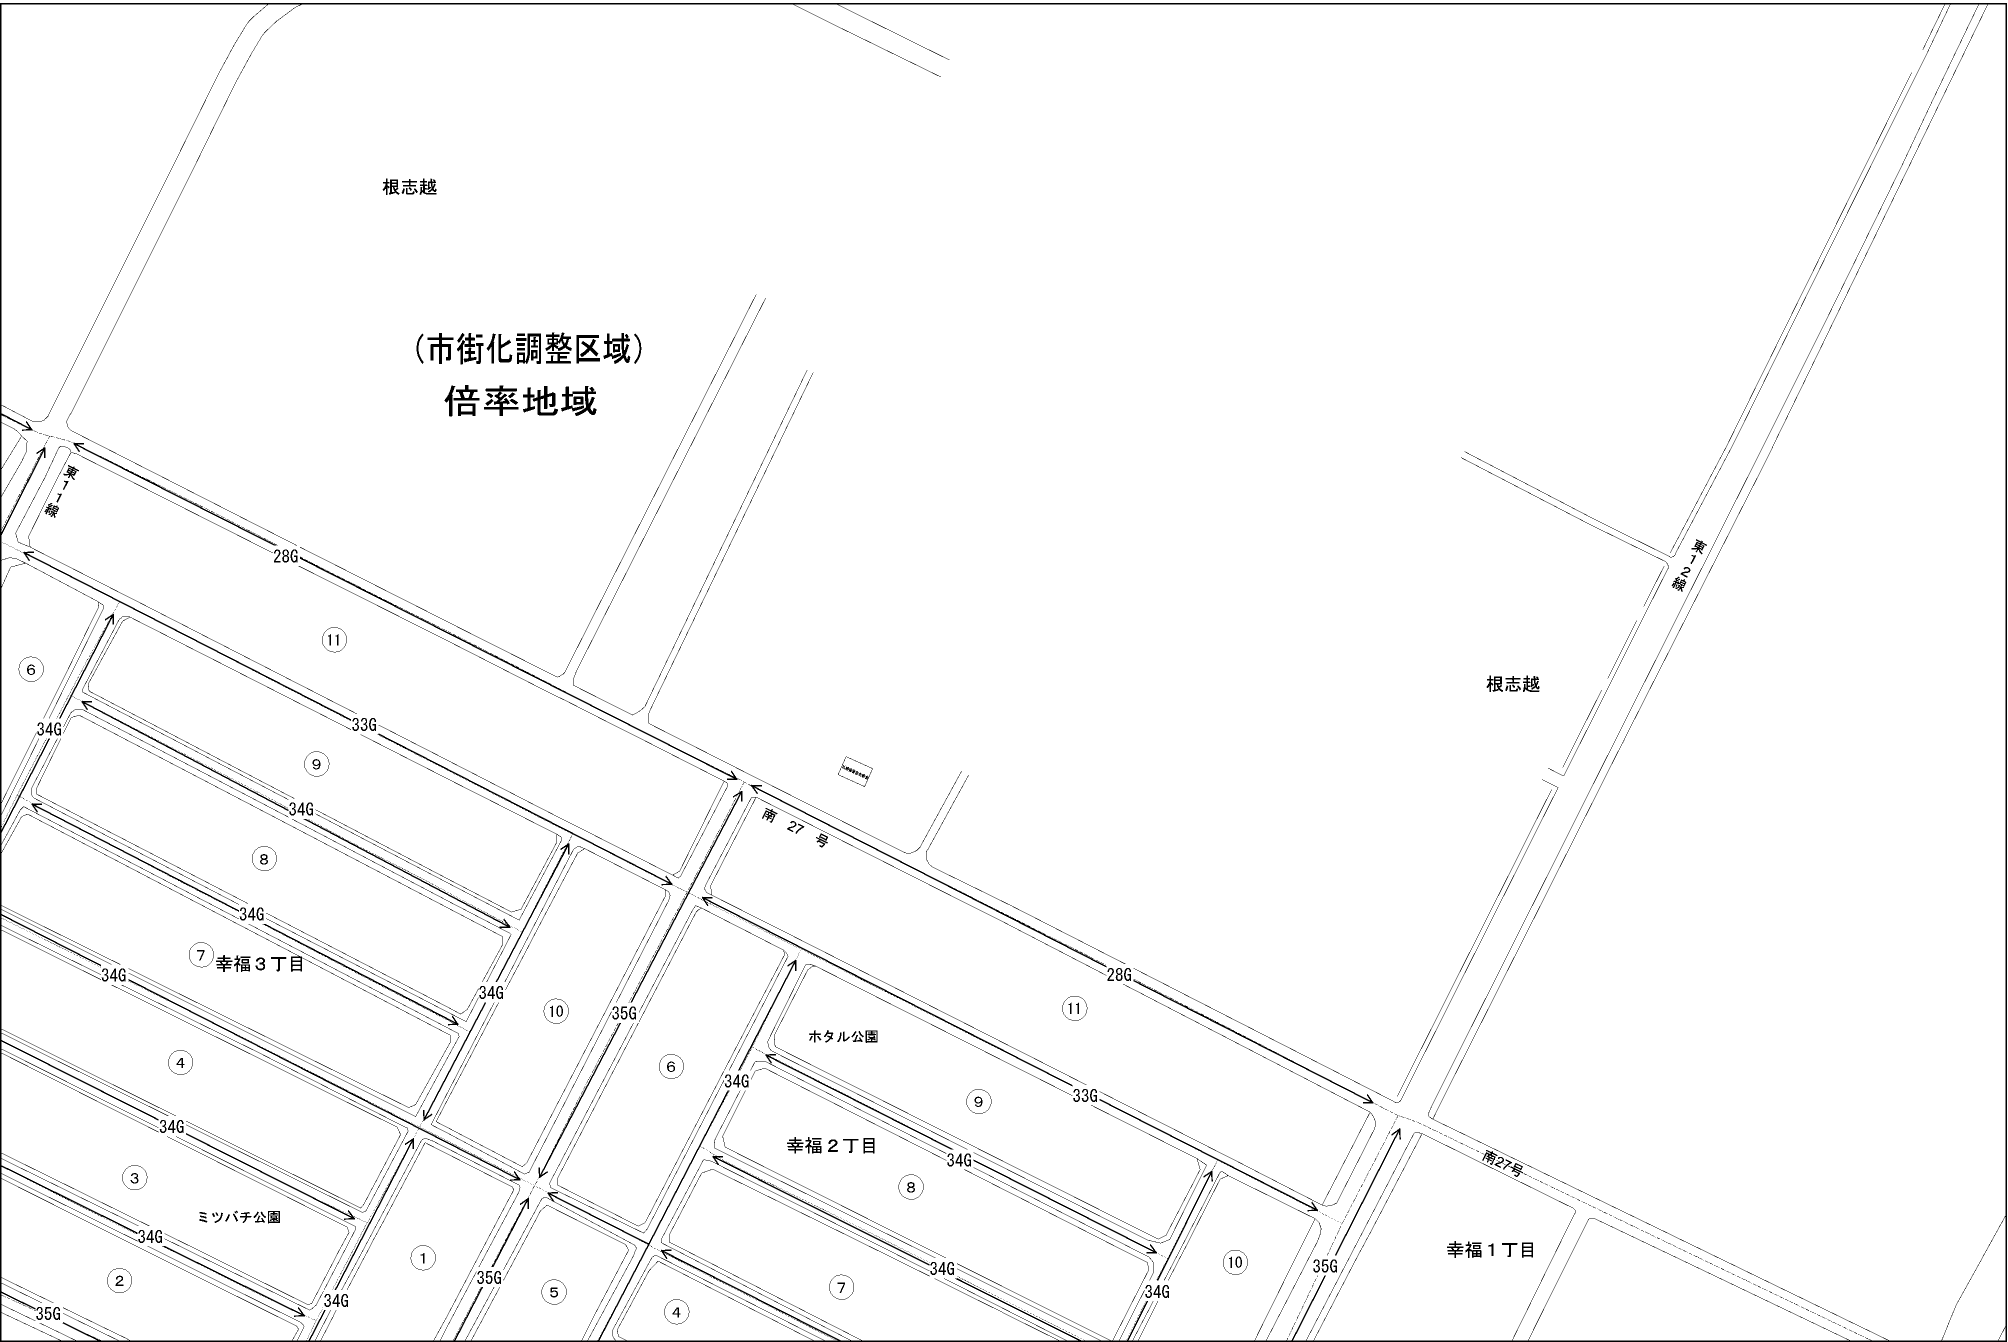 根志越
（市街化調整区域）
倍率地域
東11線
28G
東12線
⑪
⑥
根志越
33G
34G
⑨
34G
南 27 号
⑧
34G
⑦
幸福３丁目
34G
28G
34G
⑩
35G
⑪
ホタル公園
④
⑥
34G
33G
⑨
34G
幸福２丁目
34G
南27号
③
⑧
ミツバチ公園
34G
①
幸福１丁目
⑩
35G
34G
35G
②
⑤
⑦
34G
34G
35G
④